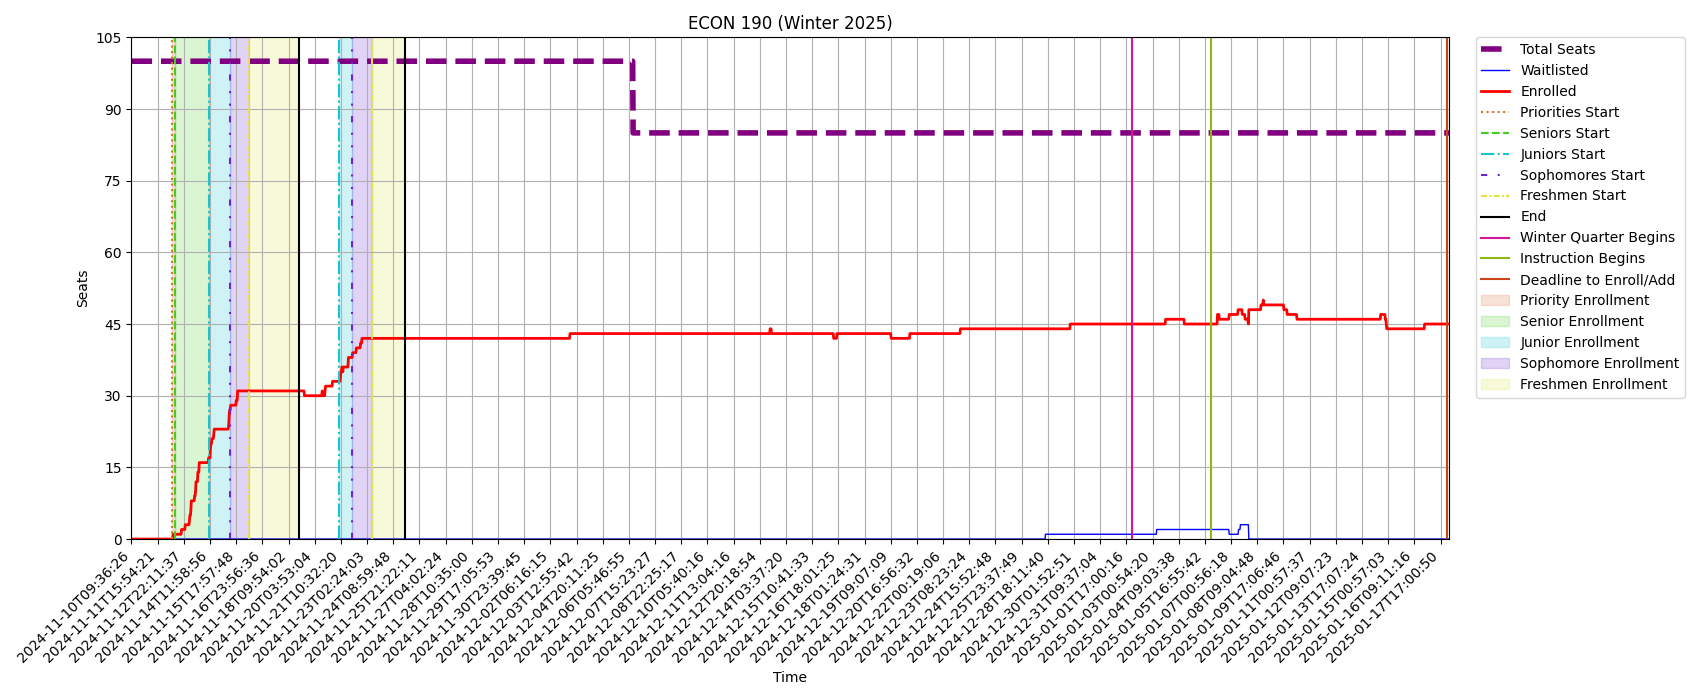 ECON 190 (Winter 2025)
105
90
75
60
45
30
15
0
Seats
2024-11-10T09:36:26
2024-11-11T15:54:21
2024-11-12T22:11:37
2024-11-14T11:58:56
2024-11-15T17:57:48
2024-11-16T23:56:36
2024-11-18T09:54:02
2024-11-20T03:53:04
2024-11-21T10:32:20
2024-11-23T02:24:03
2024-11-24T08:59:48
2024-11-25T21:22:11
2024-11-27T04:02:24
2024-11-28T10:35:00
2024-11-29T17:05:53
2024-11-30T23:39:45
2024-12-02T06:16:15
2024-12-03T12:55:42
2024-12-04T20:11:25
2024-12-06T05:46:55
2024-12-07T15:23:27
2024-12-08T22:25:17
2024-12-10T05:40:16
2024-12-11T13:04:16
2024-12-12T20:18:54
2024-12-14T03:37:20
2024-12-15T10:41:33
2024-12-16T18:01:25
2024-12-18T01:24:31
2024-12-19T09:07:09
2024-12-20T16:56:32
2024-12-22T00:19:06
2024-12-23T08:23:24
2024-12-24T15:52:48
2024-12-25T23:37:49
2024-12-28T18:11:40
2024-12-30T01:52:51
2024-12-31T09:37:04
2025-01-01T17:00:16
2025-01-03T00:54:20
2025-01-04T09:03:38
2025-01-05T16:55:42
2025-01-07T00:56:18
2025-01-08T09:04:48
2025-01-09T17:06:46
2025-01-11T00:57:37
2025-01-12T09:07:23
2025-01-13T17:07:24
2025-01-15T00:57:03
2025-01-16T09:11:16
2025-01-17T17:00:50
Time
Total Seats
Waitlisted
Enrolled
Priorities Start
Seniors Start
Juniors Start
Sophomores Start
Freshmen Start
End
Winter Quarter Begins
Instruction Begins
Deadline to Enroll/Add
Priority Enrollment
Senior Enrollment
Junior Enrollment
Sophomore Enrollment
Freshmen Enrollment